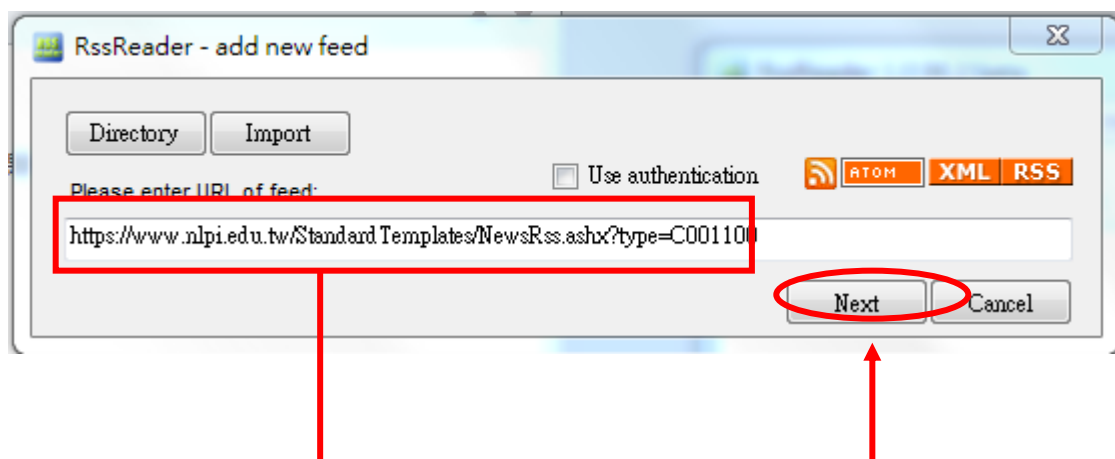 RssReader - add new feed
Directory
Import
Use authentication
ATOM
XML
RSS
Please enter URL of feed:
https://www.nlpi.edu.tw/StandardTemplates/NewsRss.ashx?type=C001100
Next
Cancel